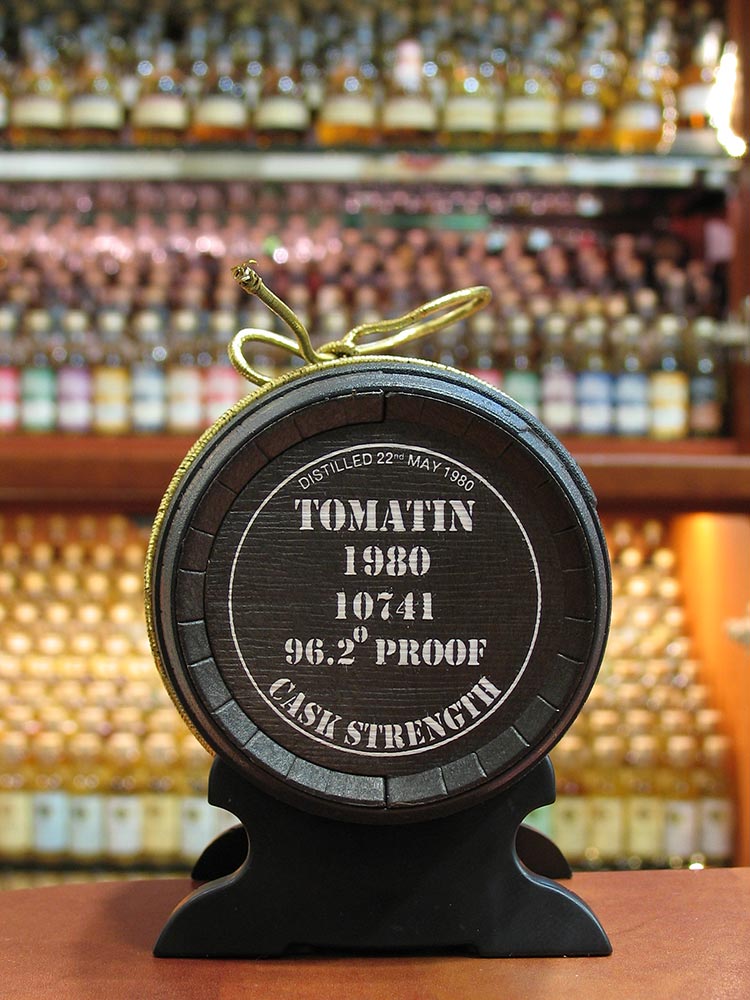 DISTILLED 22nd MAY 1980
TOMATIN
1980
10741
96.2° PROOF
CASK STRENGTH